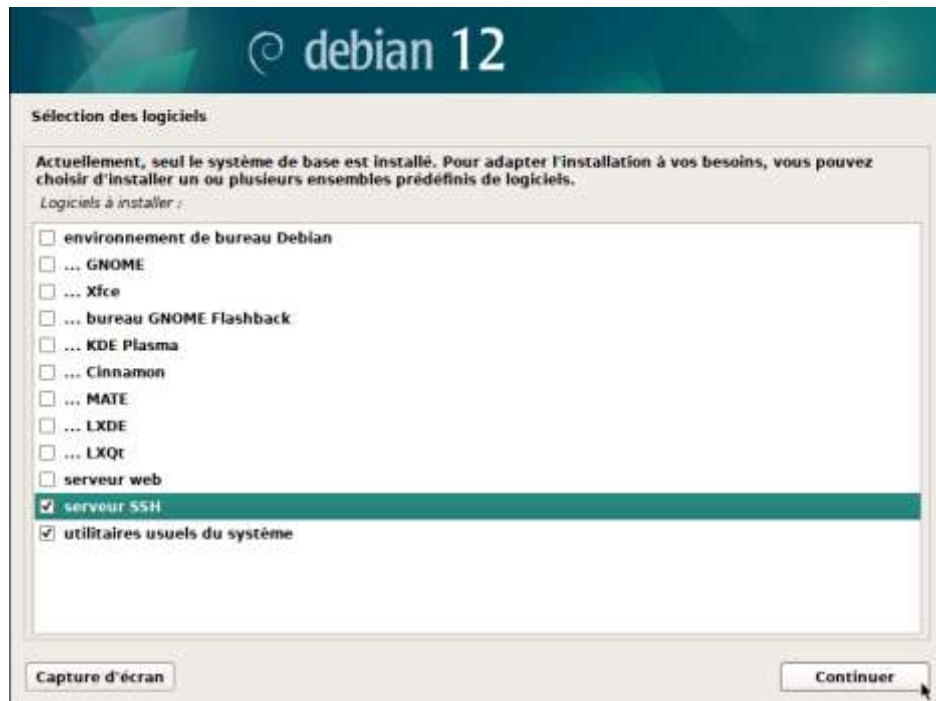 debian 12
Sélection des logiciels
Actuellement, seul le système de base est installé. Pour adapter l'installation à vos besoins, vous pouvez
choisir d'installer un ou plusieurs ensembles prédéfinis de logiciels.
Logiciels à installer :
environnement de bureau Debian
... GNOME
... Xfce
... bureau GNOME Flashback
... KDE Plasma
... Cinnamon
... MATE
... LXDE
... LXQt
serveur web
serveur SSH
utilitaires usuels du système
Capture d'écran
Continuer